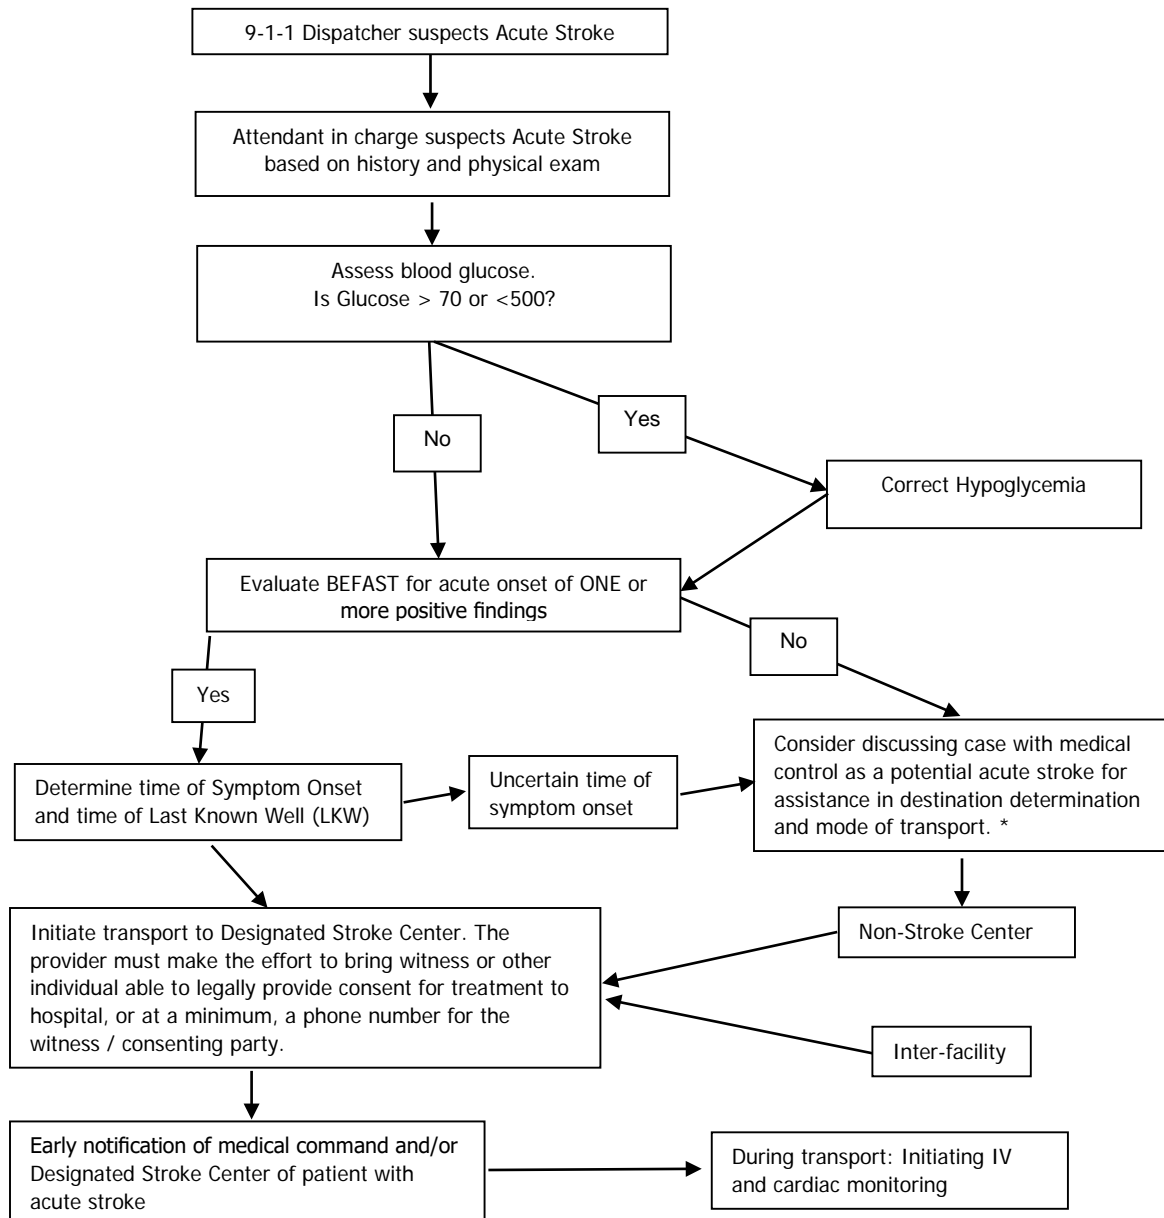 9-1-1 Dispatcher suspects Acute Stroke
Attendant in charge suspects Acute Stroke
based on history and physical exam
Assess blood glucose.
Is Glucose > 70 or <500?
No
Yes
Correct Hypoglycemia
Evaluate BEFAST for acute onset of ONE or
more positive findings
Yes
No
Determine time of Symptom Onset
and time of Last Known Well (LKW)
Uncertain time of
symptom onset
Consider discussing case with medical
control as a potential acute stroke for
assistance in destination determination
and mode of transport. *
Initiate transport to Designated Stroke Center. The
provider must make the effort to bring witness or other
individual able to legally provide consent for treatment to
hospital, or at a minimum, a phone number for the
witness / consenting party.
Non-Stroke Center
Inter-facility
Early notification of medical command and/or
Designated Stroke Center of patient with
acute stroke
During transport: Initiating IV
and cardiac monitoring